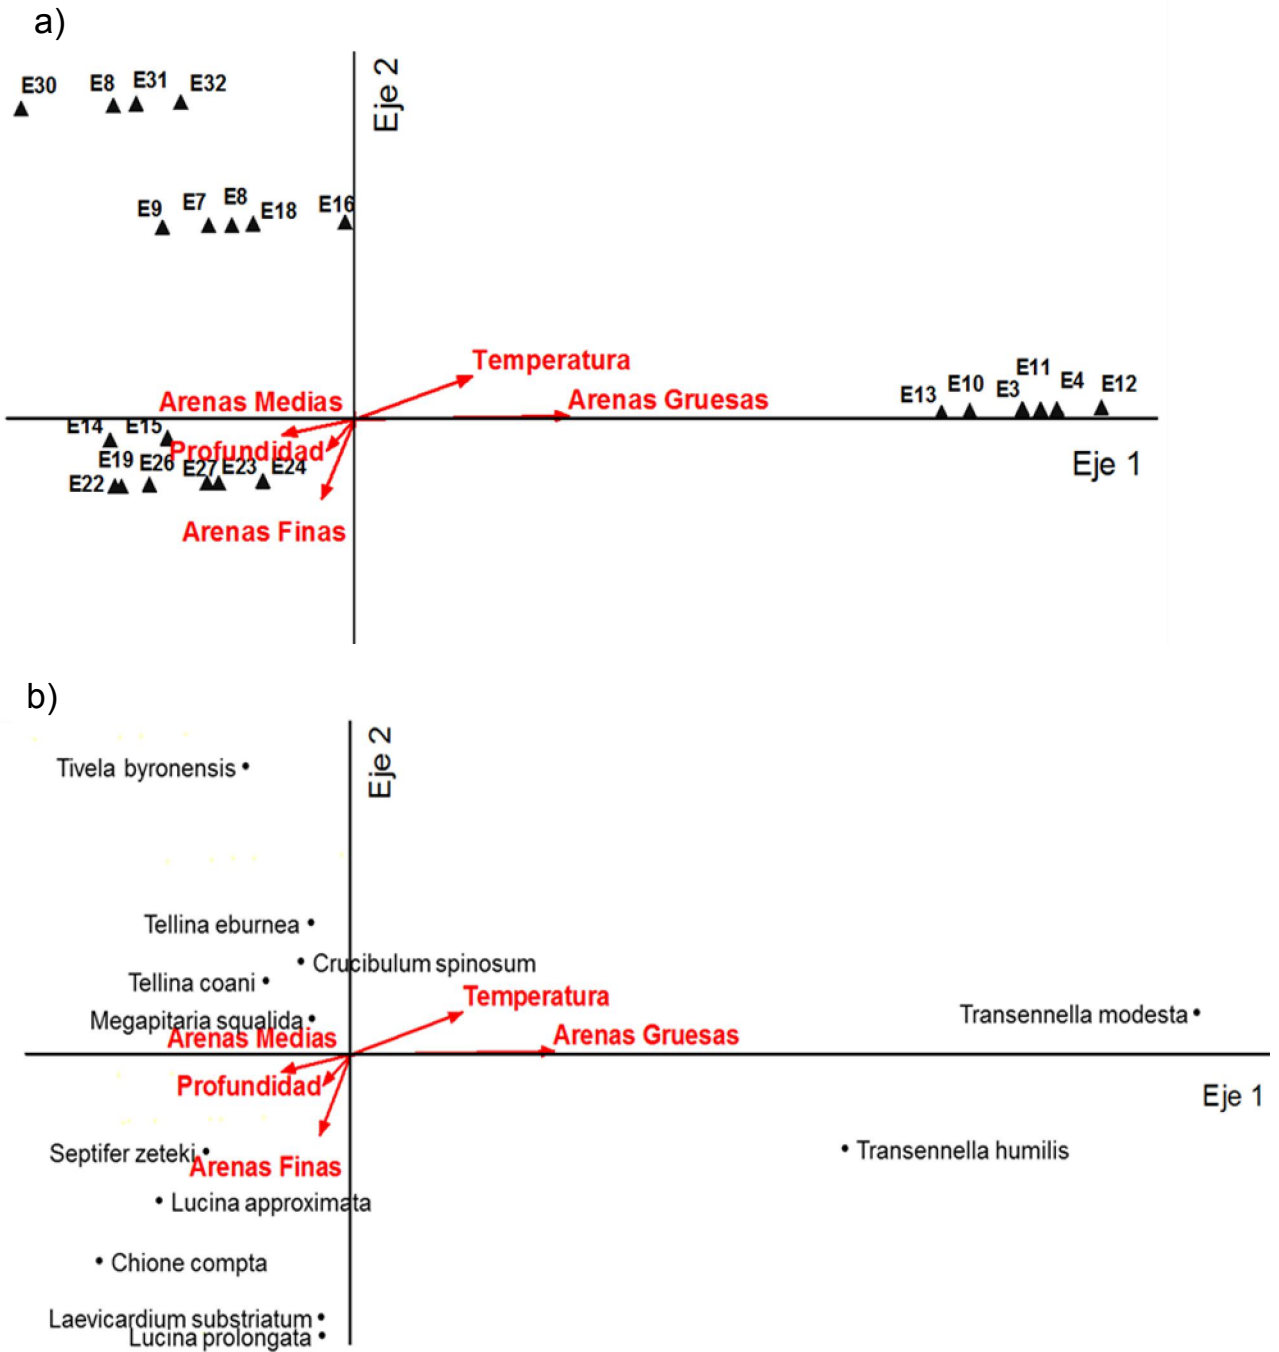 a)
Eje 2
E30 E8 E31 E32
E9 E7 E8 E18 E16
Temperatura
Arenas Medias
Arenas Gruesas
E13 E10 E3 E11 E4 E12
E14 E15
Profundidad
Eje 1
E19 E26 E27 E23 E24
E22
Arenas Finas
b)
Eje 2
Tivela byronensis
Tellina eburnea
Crucibulum spinosum
Tellina coani
Temperatura
Megapitaria squalida
Transennella modesta
Arenas Medias
Arenas Gruesas
Profundidad
Eje 1
Septifer zeteki
Transennella humilis
Arenas Finas
Lucina approximata
Chione compta
Laevicardium substriatum
Lucina prolongata